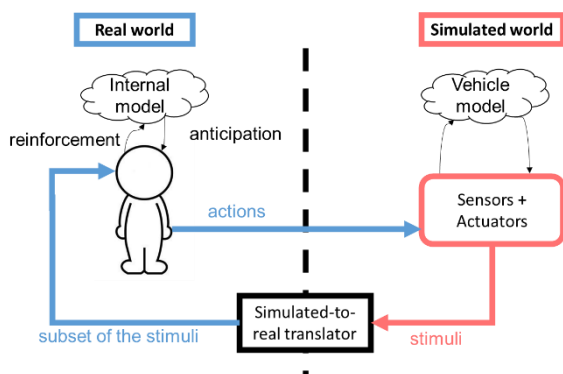 Real world
Simulated world
Internal
model
Vehicle
model
reinforcement
anticipation
Sensors +
Actuators
actions
Simulated-to-
real translator
subset of the stimuli
stimuli